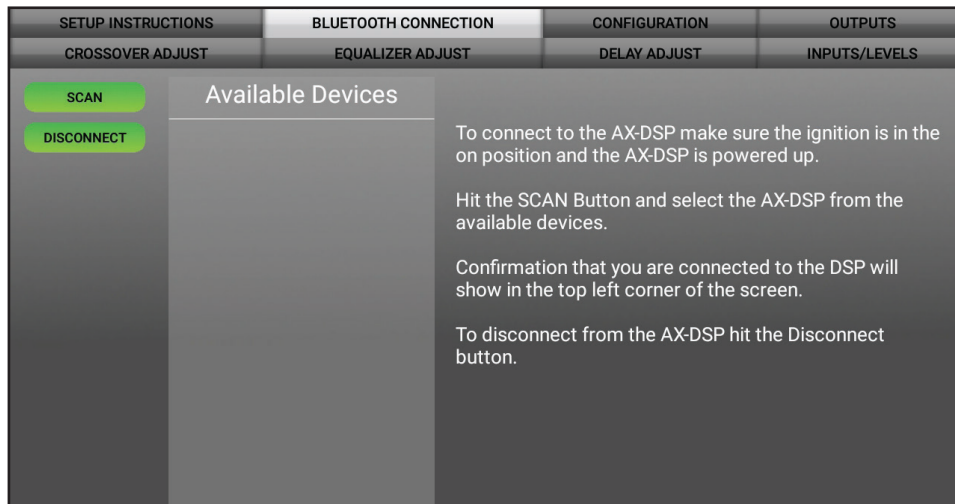 SETUP INSTRUCTIONS BLUETOOTH CONNECTION CONFIGURATION OUTPUTS
CROSSOVER ADJUST EQUALIZER ADJUST DELAY ADJUST INPUTS/LEVELS
SCAN
DISCONNECT
Available Devices
To connect to the AX-DSP make sure the ignition is in the
on position and the AX-DSP is powered up.
Hit the SCAN Button and select the AX-DSP from the
available devices.
Confirmation that you are connected to the DSP will
show in the top left corner of the screen.
To disconnect from the AX-DSP hit the Disconnect
button.